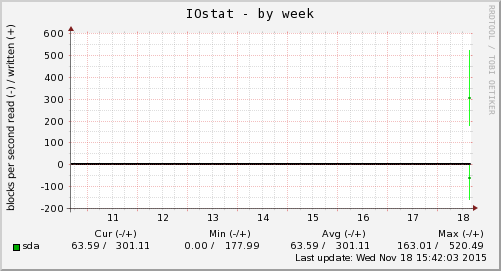 IOstat - by week
RRDTOOL / TOBI OETIKER
blocks per second read (-) / written (+)
600
500
400
300
200
100
0
-100
-200
11 12 13 14 15 16 17 18
Cur (-/+) Min (-/+) Avg (-/+) Max (-/+)
sda 63.59 / 301.11 0.00 / 177.99 63.59 / 301.11 163.01 / 520.49
Last update: Wed Nov 18 15:42:03 2015